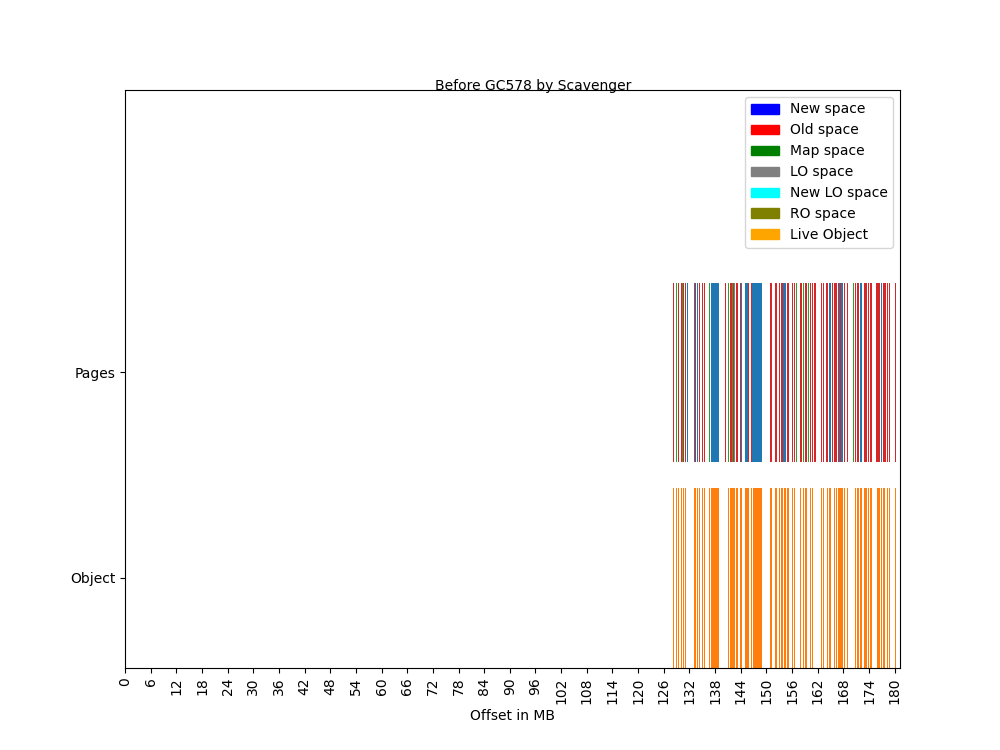 Before GC578 by Scavenger
New space
Old space
Map space
LO space
New LO space
RO space
Live Object
Pages
Object
0 6 12 18 24 30 36 42 48 54 60 66 72 78 84 90 96 102 108 114 120 126 132 138 144 150 156 162 168 174 180
Offset in MB